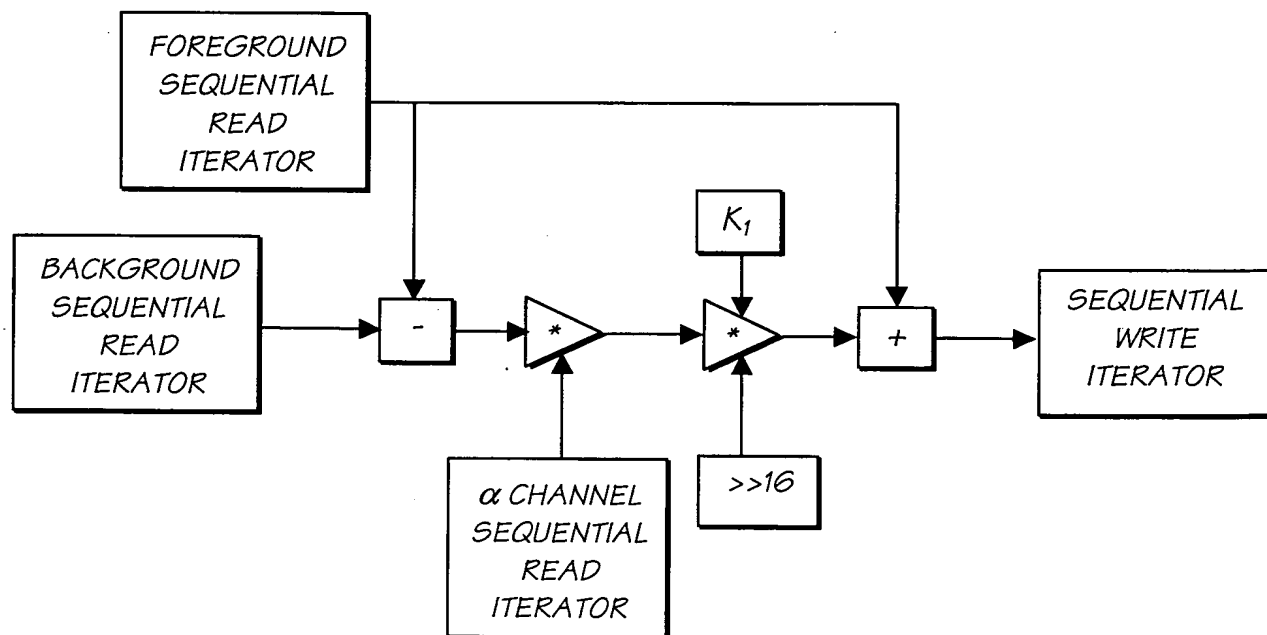 FOREGROUND
SEQUENTIAL
READ
ITERATOR
K1
BACKGROUND
SEQUENTIAL
READ
ITERATOR
-
*
*
+
SEQUENTIAL
WRITE
ITERATOR
α CHANNEL
SEQUENTIAL
READ
ITERATOR
>>16